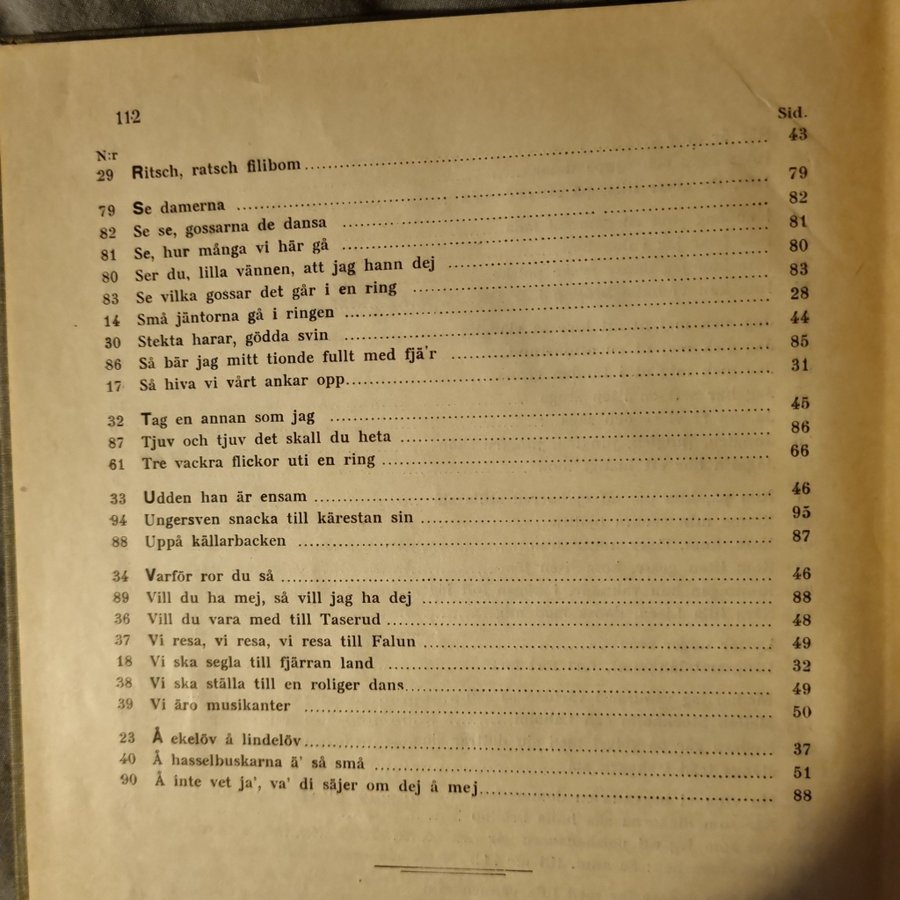 112
Sid.
N:r
29 Ritsch, ratsch filibom 43
79 Se damerna 79
82 Se se, gossarna de dansa 82
81 Se, hur många vi här gå 81
80 Ser du, lilla vännen, att jag hann dej 80
83 Se vilka gossar det går i en ring 83
14 Små jäntorna gå i ringen 28
30 Stekta harar, gödda svin 44
86 Så bär jag mitt tionde fullt med fjä'r 85
17 Så hiva vi vårt ankar opp 31
32 Tag en annan som jag 45
87 Tjuv och tjuv det skall du heta 86
61 Tre vackra flickor uti en ring 66
33 Udden han är ensam 46
94 Ungersven snacka till kärestan sin 95
88 Uppå källarbacken 87
34 Varför ror du så 46
89 Vill du ha mej, så vill jag ha dej 88
36 Vill du vara med till Taserud 48
37 Vi resa, vi resa, vi resa till Falun 49
18 Vi ska segla till fjärran land 32
38 Vi ska ställa till en roliger dans 49
39 Vi äro musikanter 50
23 Å ekelöv å lindelöv 37
40 Å hasselbuskarna ä' så små 51
90 Å inte vet ja', va' di säjer om dej å mej 88